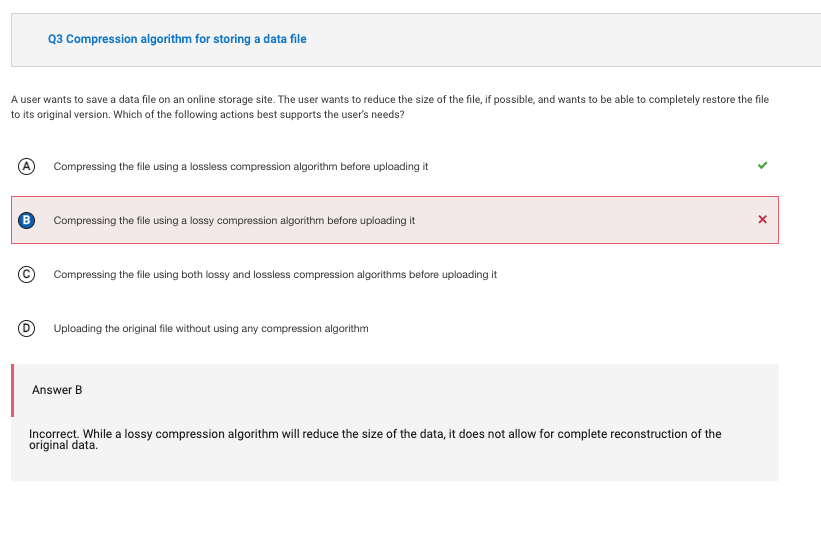 Q3 Compression algorithm for storing a data file
A user wants to save a data file on an online storage site. The user wants to reduce the size of the file, if possible, and wants to be able to completely restore the file
to its original version. Which of the following actions best supports the user's needs?
A Compressing the file using a lossless compression algorithm before uploading it
B Compressing the file using a lossy compression algorithm before uploading it
C Compressing the file using both lossy and lossless compression algorithms before uploading it
D Uploading the original file without using any compression algorithm
Answer B
Incorrect. While a lossy compression algorithm will reduce the size of the data, it does not allow for complete reconstruction of the
original data.